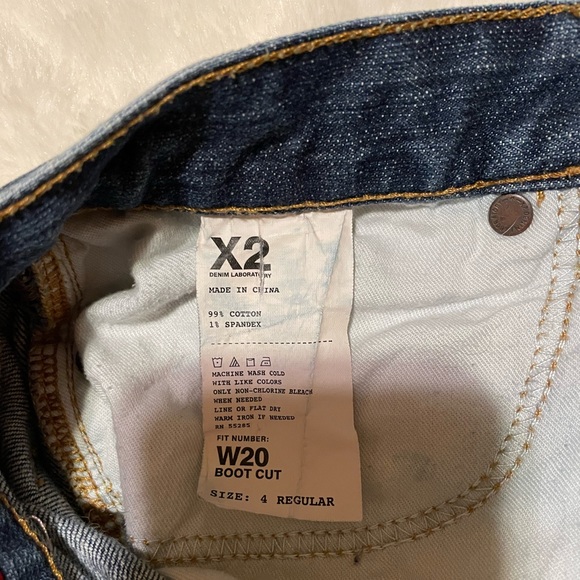 X2
DENIM LABORATORY
MADE IN CHINA
99% COTTON
1% SPANDEX
MACHINE WASH COLD
WITH LIKE COLORS
ONLY NON-CHLORINE BLEACH
WHEN NEEDED
LINE OR FLAT DRY
WARM IRON IF NEEDED
RN 55285
FIT NUMBER:
W20
BOOT CUT
SIZE: 4 REGULAR